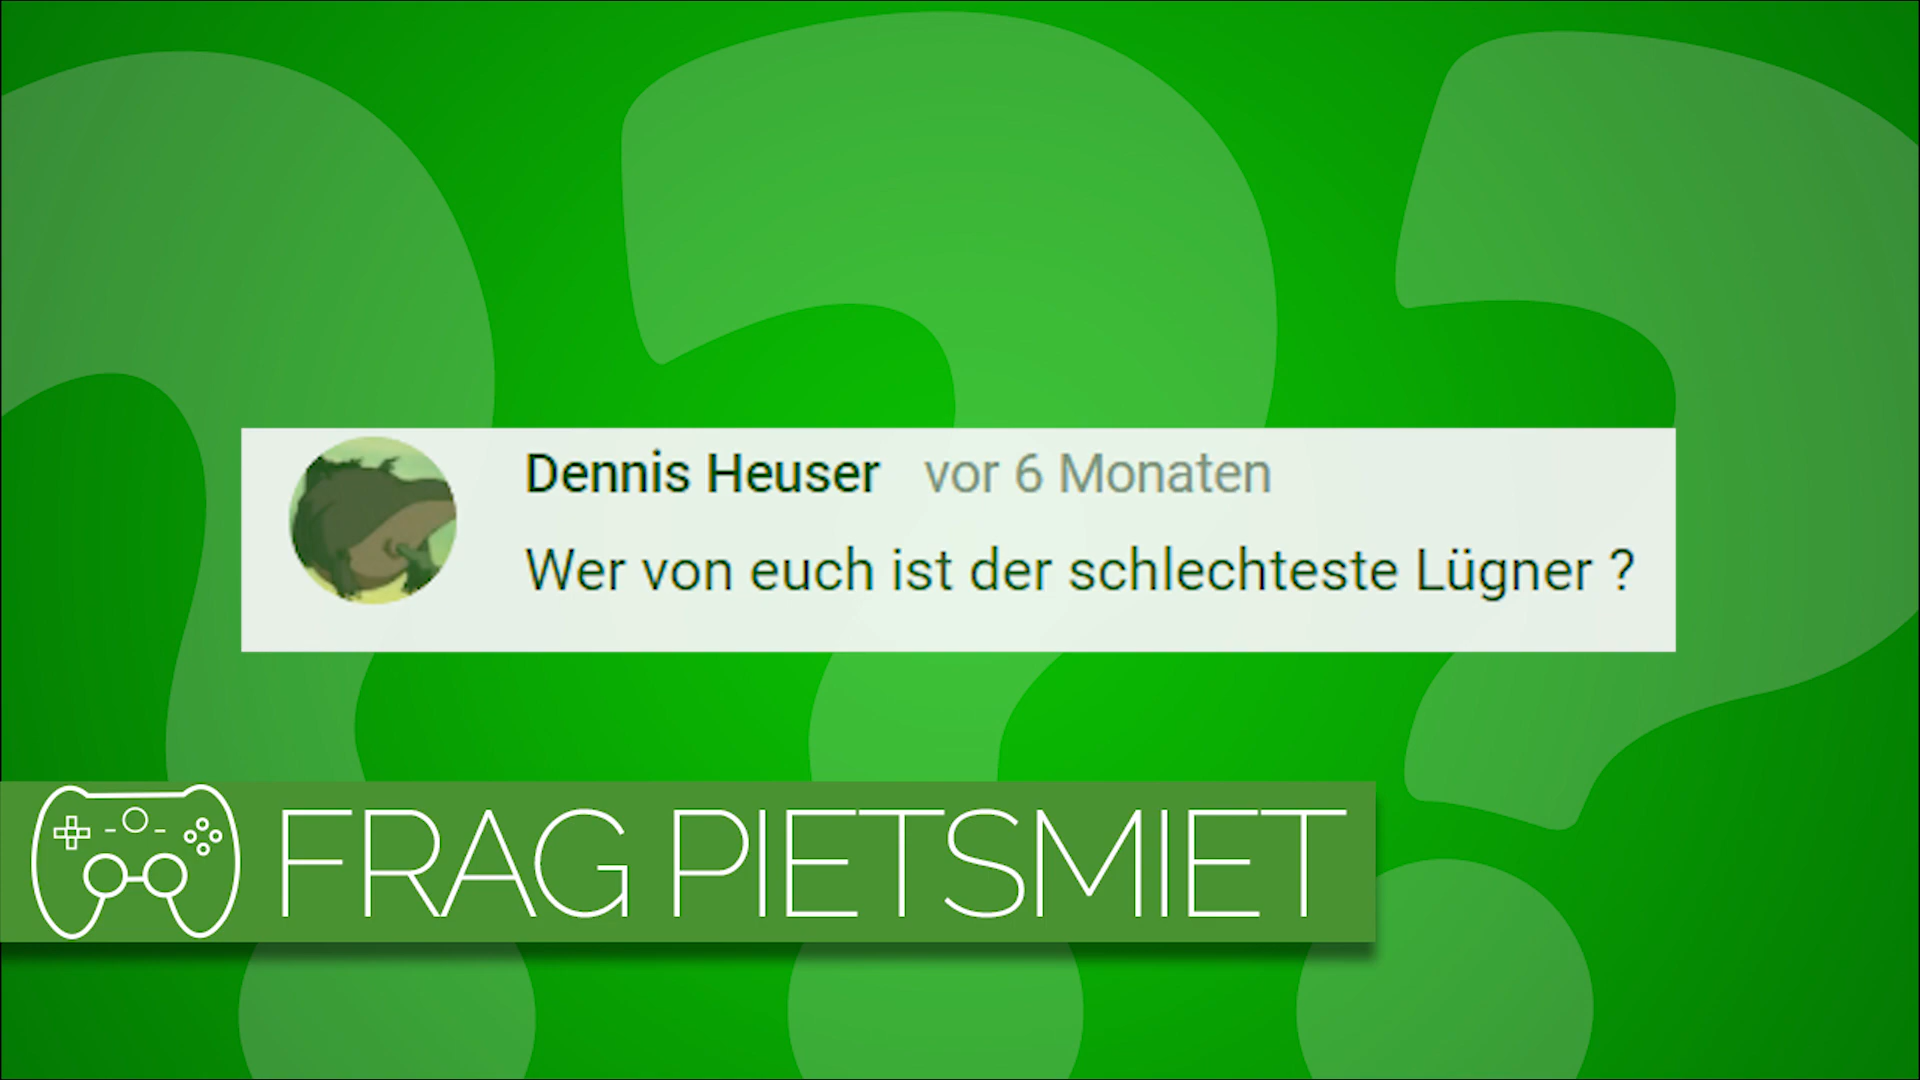 Dennis Heuser vor 6 Monaten
Wer von euch ist der schlechteste Lügner ?
FRAG PIETSMIET